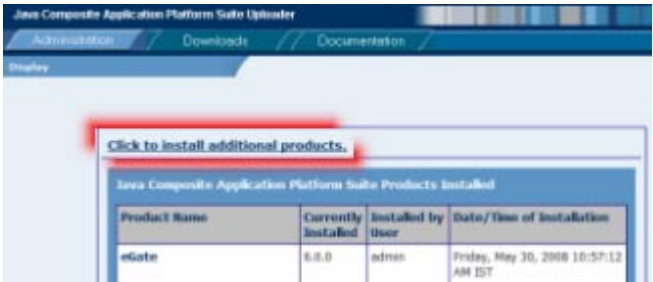 Java Composite Application Platform Suite Uploader
Administration Downloads Documentation
Display
Click to install additional products.
Java Composite Application Platform Suite Products Installed
Product Name Currently Installed Installed by User Date/Time of Installation
eGate 6.0.0 admin Friday, May 30, 2008 10:57:12 AM IST